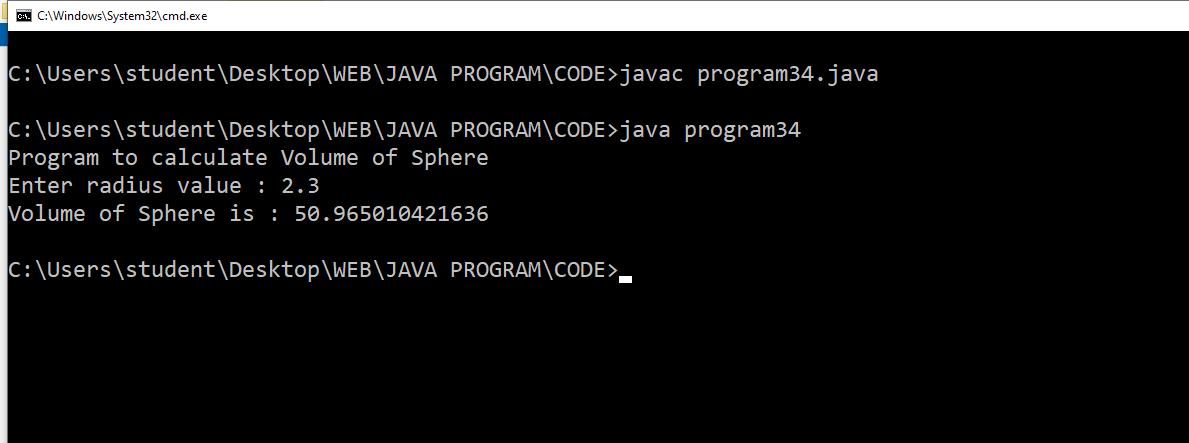 C:\Windows\System32\cmd.exe
C:\Users\student\Desktop\WEB\JAVA PROGRAM\CODE>javac program34.java
C:\Users\student\Desktop\WEB\JAVA PROGRAM\CODE>java program34
Program to calculate Volume of Sphere
Enter radius value : 2.3
Volume of Sphere is : 50.965010421636
C:\Users\student\Desktop\WEB\JAVA PROGRAM\CODE>